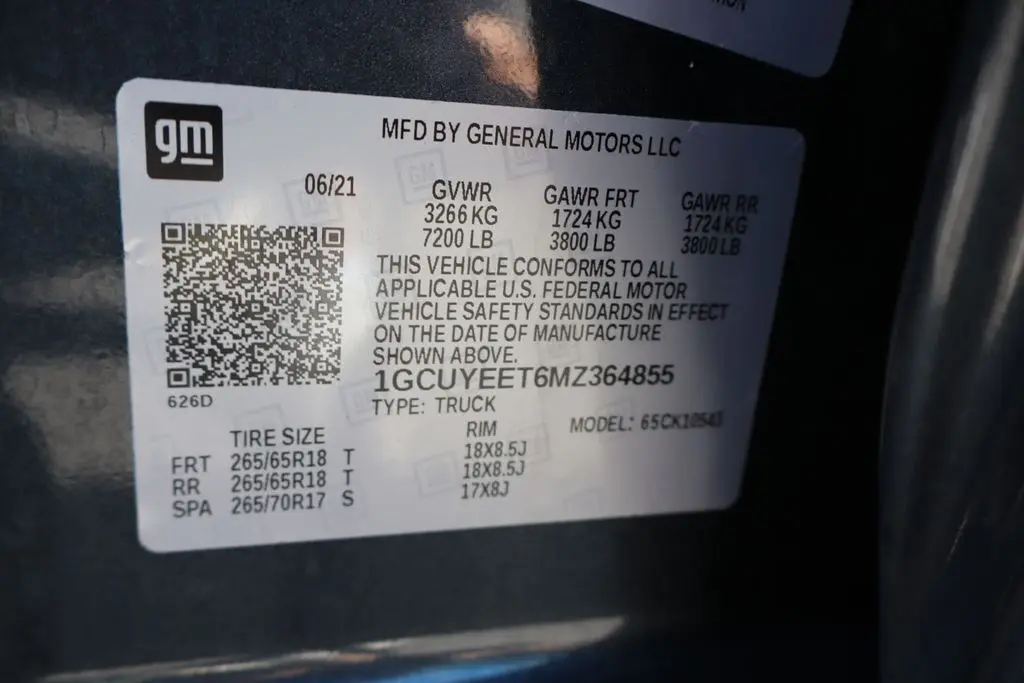 gm
MFD BY GENERAL MOTORS LLC
06/21
GVWR GAWR FRT GAWR RR
3266 KG 1724 KG 1724 KG
7200 LB 3800 LB 3800 LB
THIS VEHICLE CONFORMS TO ALL
APPLICABLE U.S. FEDERAL MOTOR
VEHICLE SAFETY STANDARDS IN EFFECT
ON THE DATE OF MANUFACTURE
SHOWN ABOVE.
1GCUYEET6MZ364855
626D
TYPE: TRUCK
MODEL: 65CK10543
TIRE SIZE RIM
FRT 265/65R18 T 18X8.5J
RR 265/65R18 T 18X8.5J
SPA 265/70R17 S 17X8J